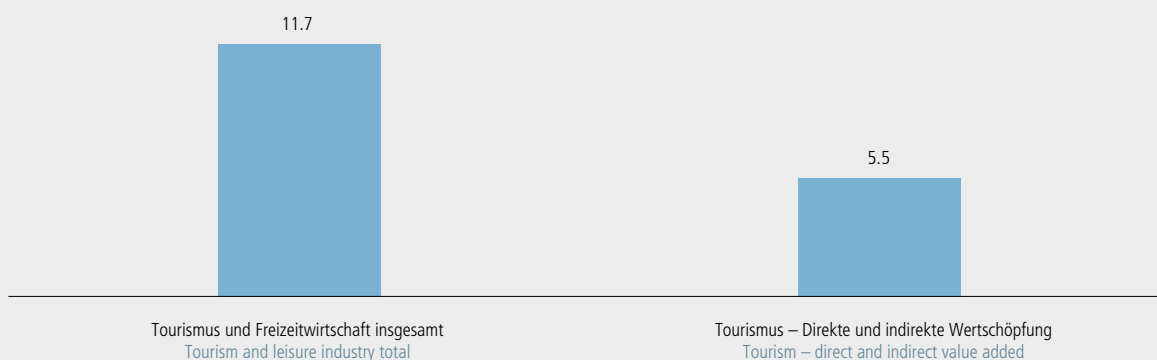 11.7
5.5
Tourismus und Freizeitwirtschaft insgesamt
Tourism and leisure industry total
Tourismus – Direkte und indirekte Wertschöpfung
Tourism – direct and indirect value added